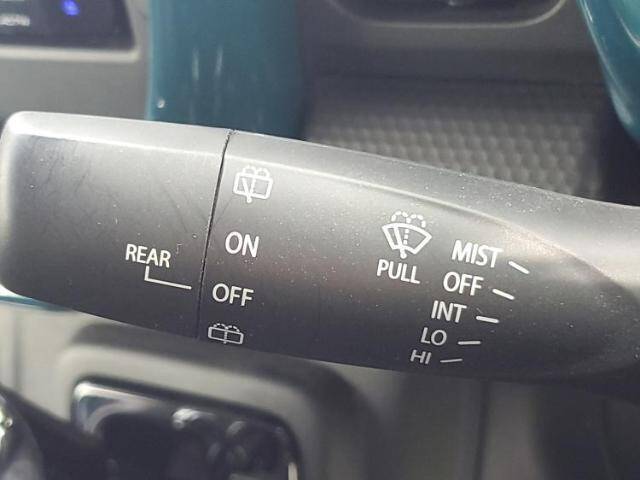 REAR
ON
OFF
PULL
MIST
OFF
INT
LO
HI